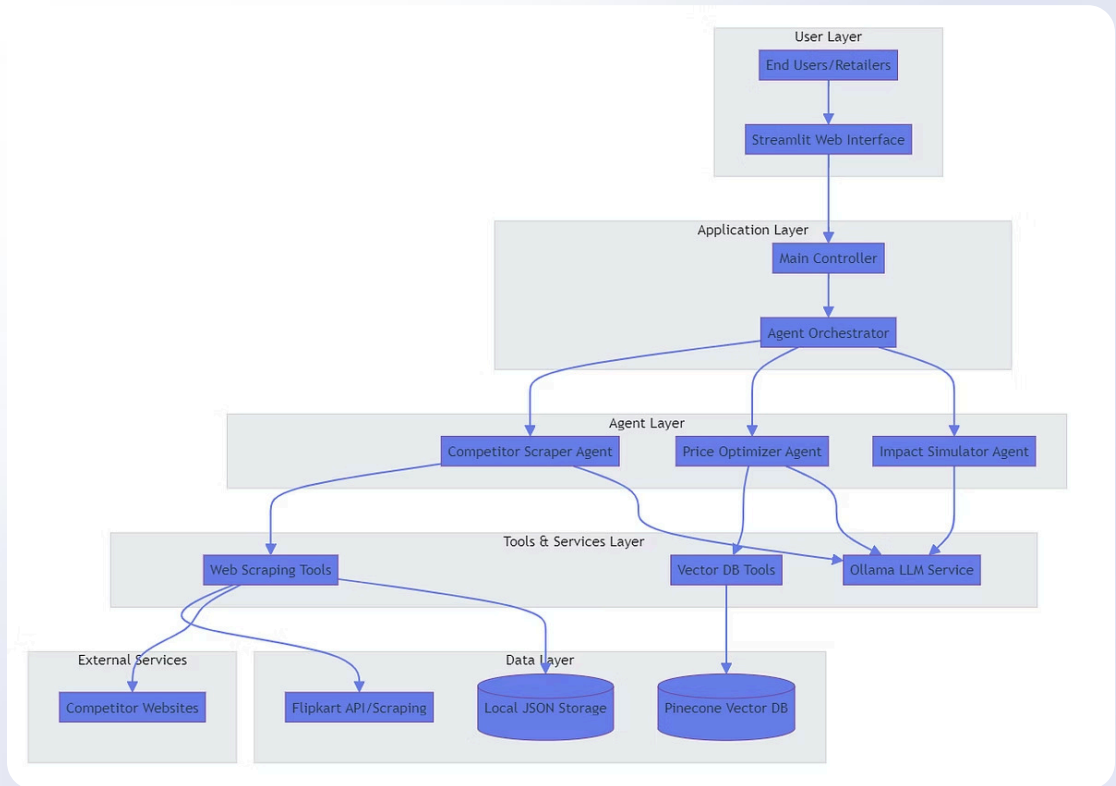 User Layer
End Users/Retailers
Streamlit Web Interface
Application Layer
Main Controller
Agent Orchestrator
Agent Layer
Competitor Scraper Agent
Price Optimizer Agent
Impact Simulator Agent
Tools & Services Layer
Web Scraping Tools
Vector DB Tools
Ollama LLM Service
External Services
Data Layer
Competitor Websites
Flipkart API/Scraping
Local JSON Storage
Pinecone Vector DB